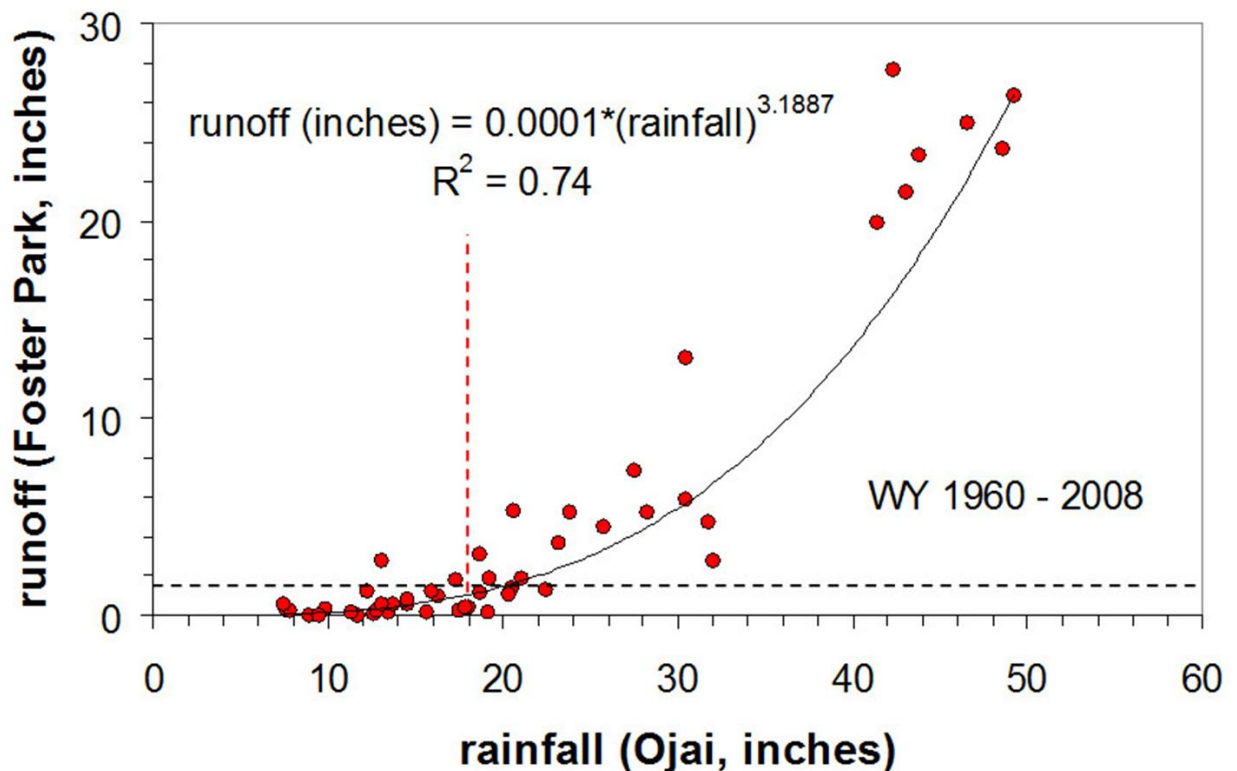 30
20
10
0
runoff (Foster Park, inches)
runoff (inches) = 0.0001*(rainfall)^3.1887
R^2 = 0.74
WY 1960 - 2008
0 10 20 30 40 50 60
rainfall (Ojai, inches)